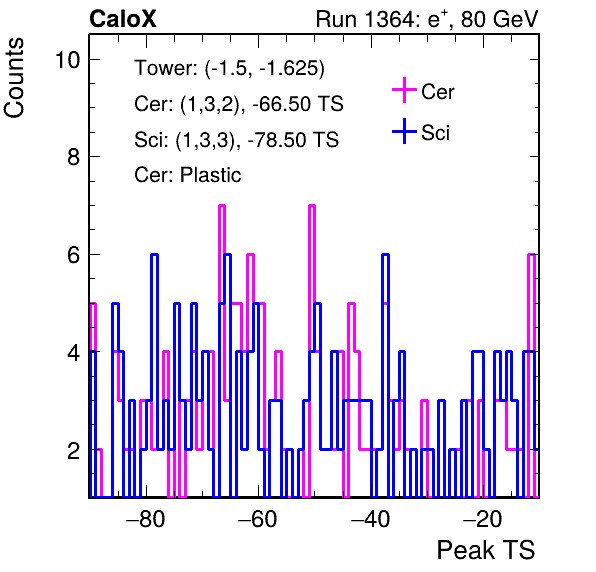 CaloX Run 1364: e⁺, 80 GeV
Counts
10
8
6
4
2
Tower: (-1.5, -1.625)
Cer: (1,3,2), -66.50 TS
Sci: (1,3,3), -78.50 TS
Cer: Plastic
Cer
Sci
−80 −60 −40 −20
Peak TS